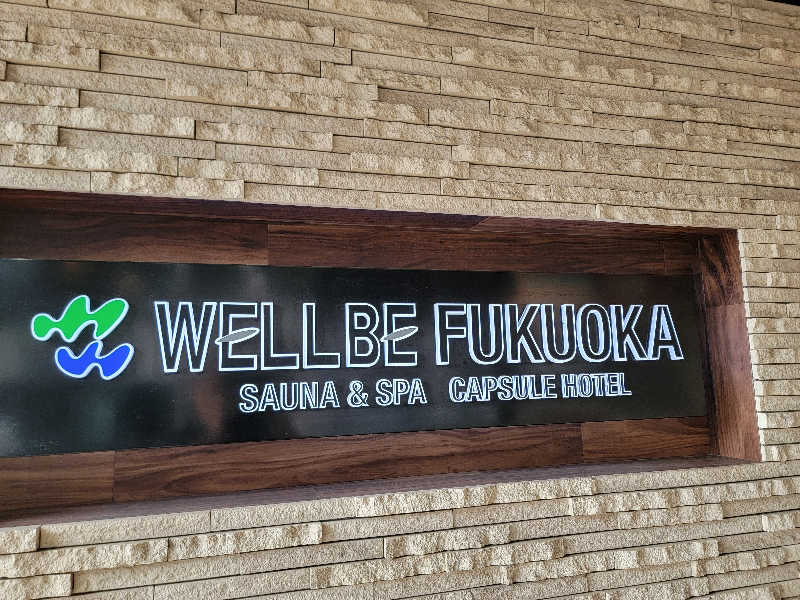 WELLBE FUKUOKA
SAUNA & SPA CAPSULE HOTEL